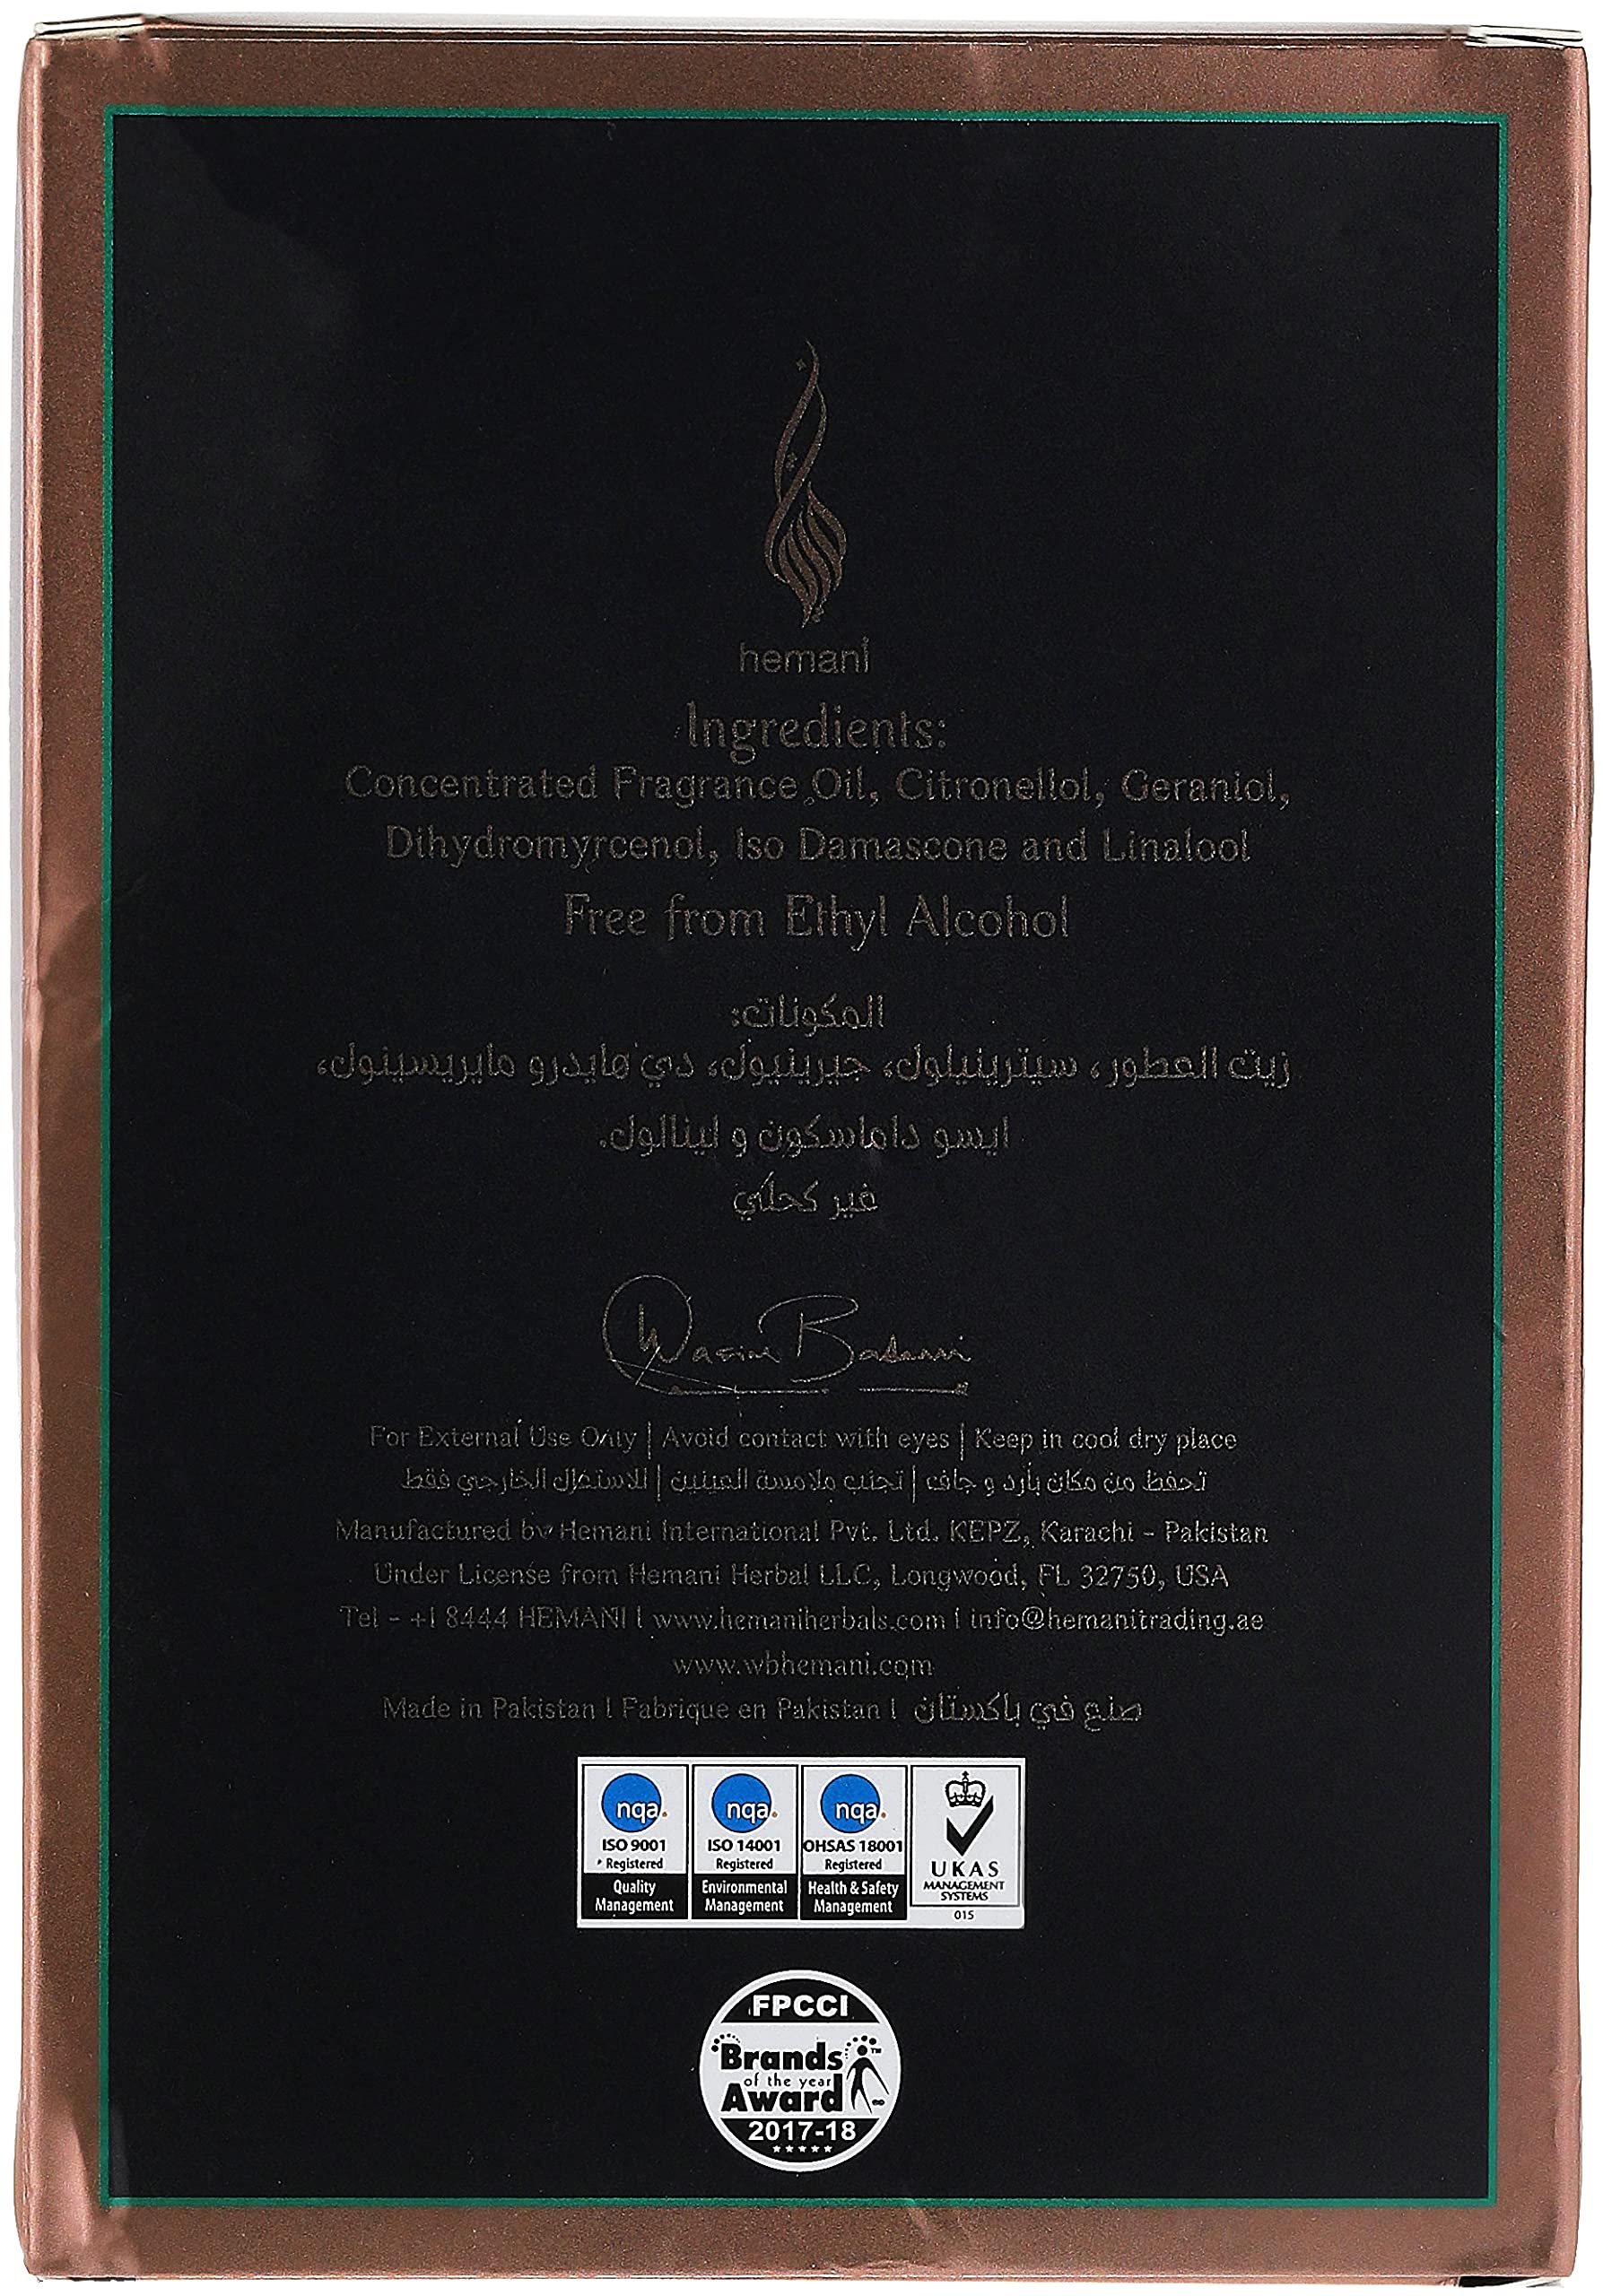 hemani
Ingredients:
Concentrated Fragrance Oil, Citronellol, Geraniol,
Dihydromyrcenol, Iso Damascone and Linalool
Free from Ethyl Alcohol
المكونات:
زيت العطور، سيترينيلول، جيرينيول، دي هايدرو مايريسينول،
ايسو داماسكون و لينالول.
غير كحلي
Wasim Badami
For External Use Only | Avoid contact with eyes | Keep in cool dry place
تحفظ من مكان بارد و جاف | تجنب ملامسة العينين | للاستعمال الخارجي فقط
Manufactured by Hemani International Pvt. Ltd. KEPZ, Karachi - Pakistan
Under License from Hemani Herbal LLC, Longwood, FL 32750, USA
Tel - +1 8444 HEMANI | www.hemaniherbals.com | info@hemanitrading.ae
www.wbhemani.com
Made in Pakistan | Fabrique en Pakistan | صنع في باكستان
nqa. nqa. nqa.
ISO 9001 ISO 14001 OHSAS 18001
Registered Registered Registered UKAS
Quality Management Environmental Management Health & Safety Management MANAGEMENT SYSTEMS
015
FPCCI
Brands TM
of the year
Award
2017-18